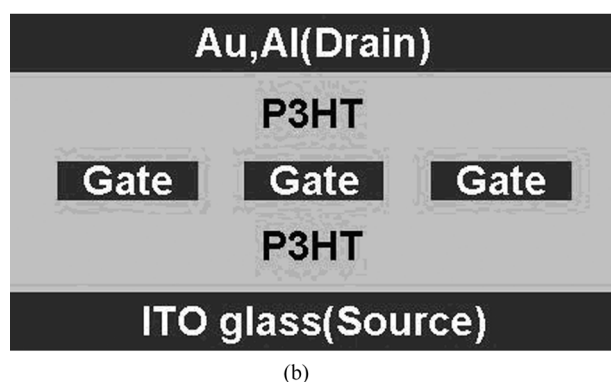 Au,Al(Drain)
P3HT
Gate Gate Gate
P3HT
ITO glass(Source)
(b)